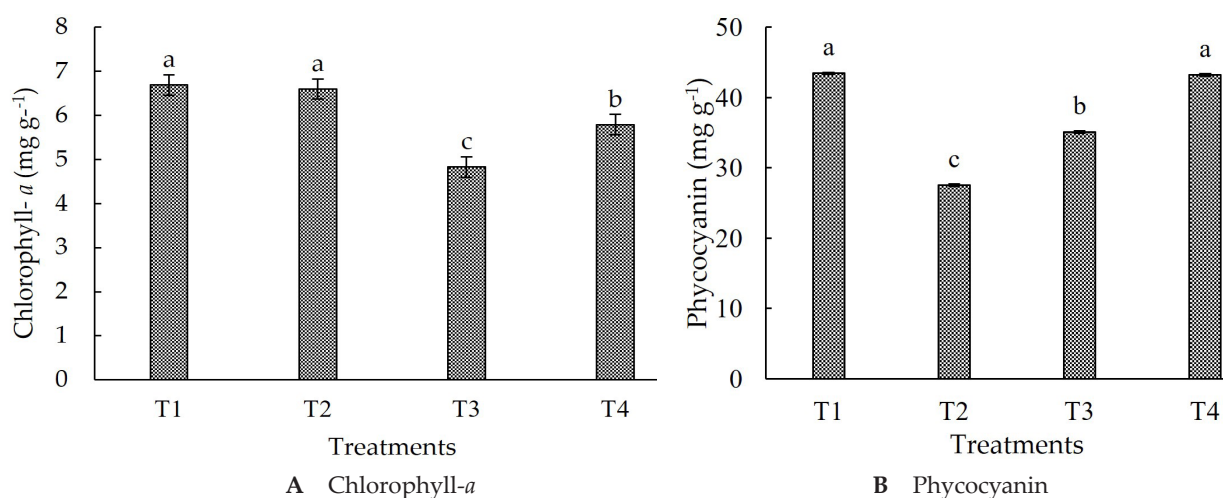 Chlorophyll- a (mg g-¹)
8
7
6
5
4
3
2
1
0
a
a
c
b
T1 T2 T3 T4
Treatments
A Chlorophyll-a
Phycocyanin (mg g⁻¹)
50
40
30
20
10
0
a
c
b
a
T1 T2 T3 T4
Treatments
B Phycocyanin